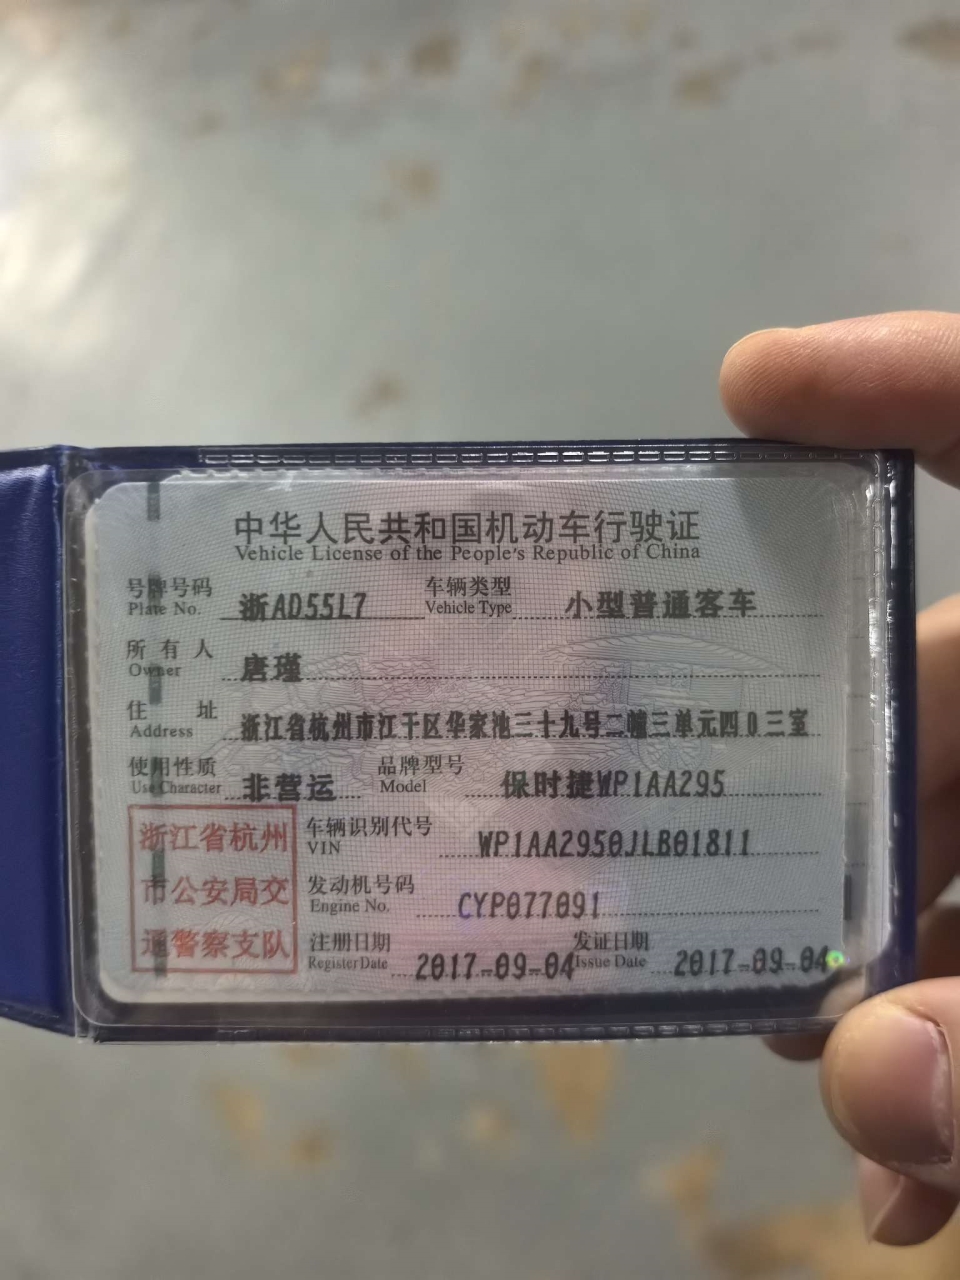 中华人民共和国机动车行驶证
Vehicle License of the People's Republic of China
号牌号码 浙AD55L7 车辆类型 小型普通客车
Plate No. Vehicle Type
所有人 唐瑾
Owner
住址 浙江省杭州市江干区华家池三十九号二幢三单元四0三室
Address
使用性质 非营运 品牌型号 保时捷WP1AA295
Use Character Model
浙江省杭州
市公安局交
通警察支队
车辆识别代号 WP1AA2950JLB01811
VIN
发动机号码 CYP077091
Engine No.
注册日期 2017-09-04 发证日期 2017-09-04
Register Date Issue Date